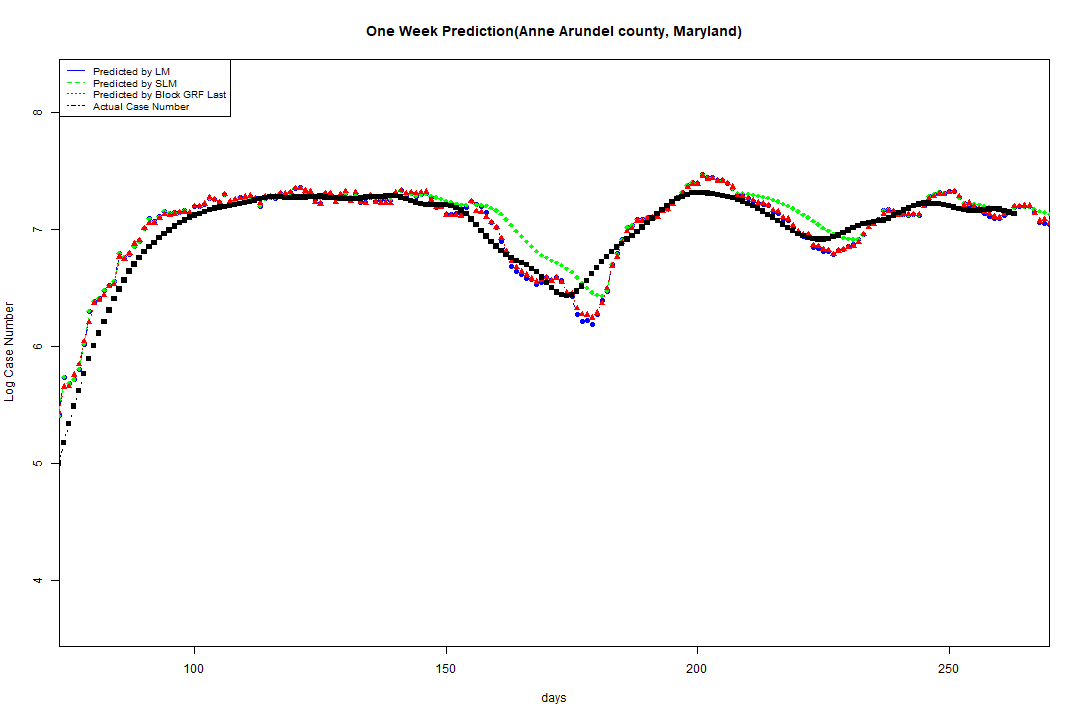 One Week Prediction(Anne Arundel county, Maryland)
Predicted by LM
Predicted by SLM
Predicted by Block GRF Last
Actual Case Number
8
7
6
5
4
Log Case Number
100
150
200
250
days